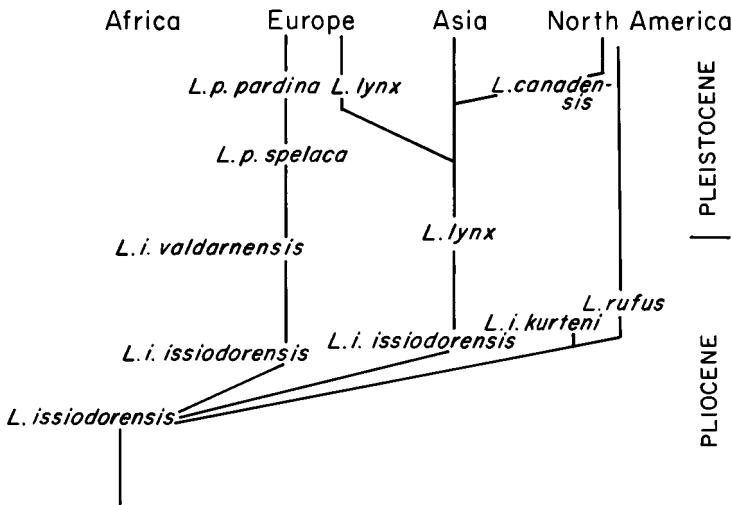 Africa Europe Asia North America
L. p. pardina L. lynx L. canaden-
sis
L. p. spelaca
L. i. valdarnensis L. lynx
L. rufus
L. i. kurteni
L. i. issiodorensis L. i. issiodorensis
L. issiodorensis
PLEISTOCENE
PLIOCENE